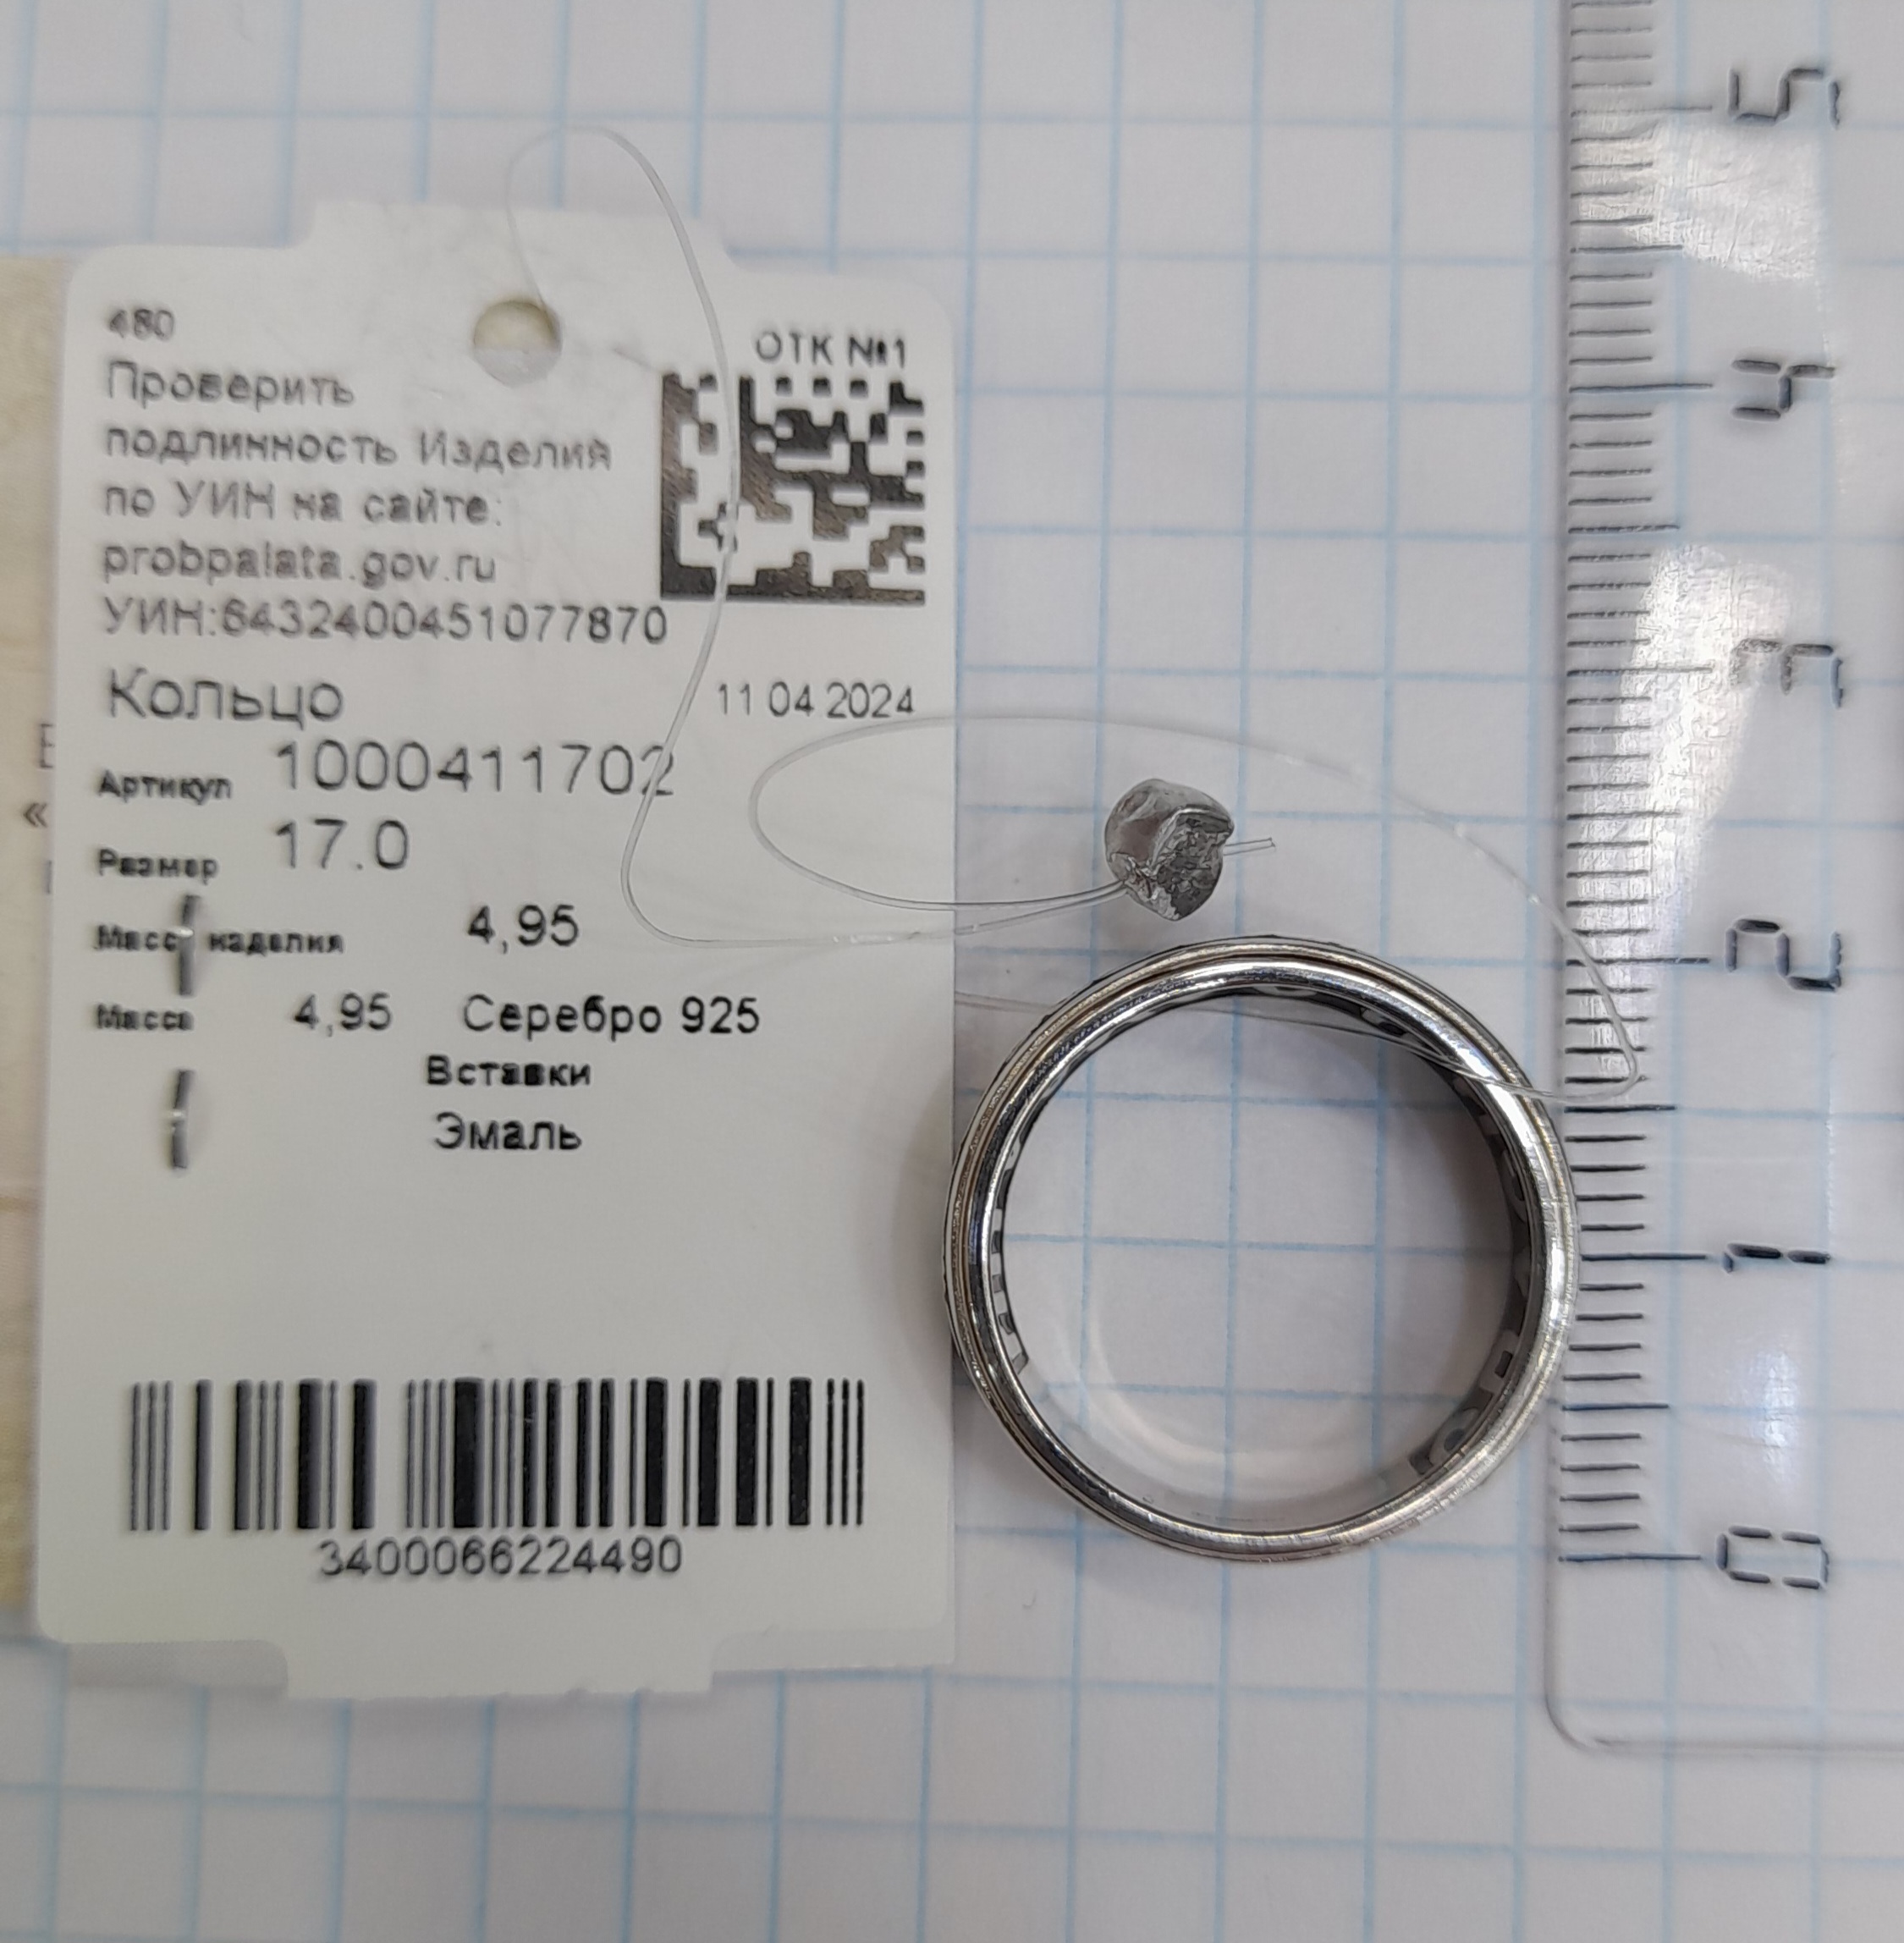 480
ОТК №1
Проверить
подлинность Изделия
по УИН на сайте:
probpalata.gov.ru
УИН:6432400451077870
Кольцо 11 04 2024
Артикул 1000411702
Размер 17.0
Масса изделия 4,95
Масса 4,95 Серебро 925
Вставки
Эмаль
3400066224490
5
4
3
2
1
0